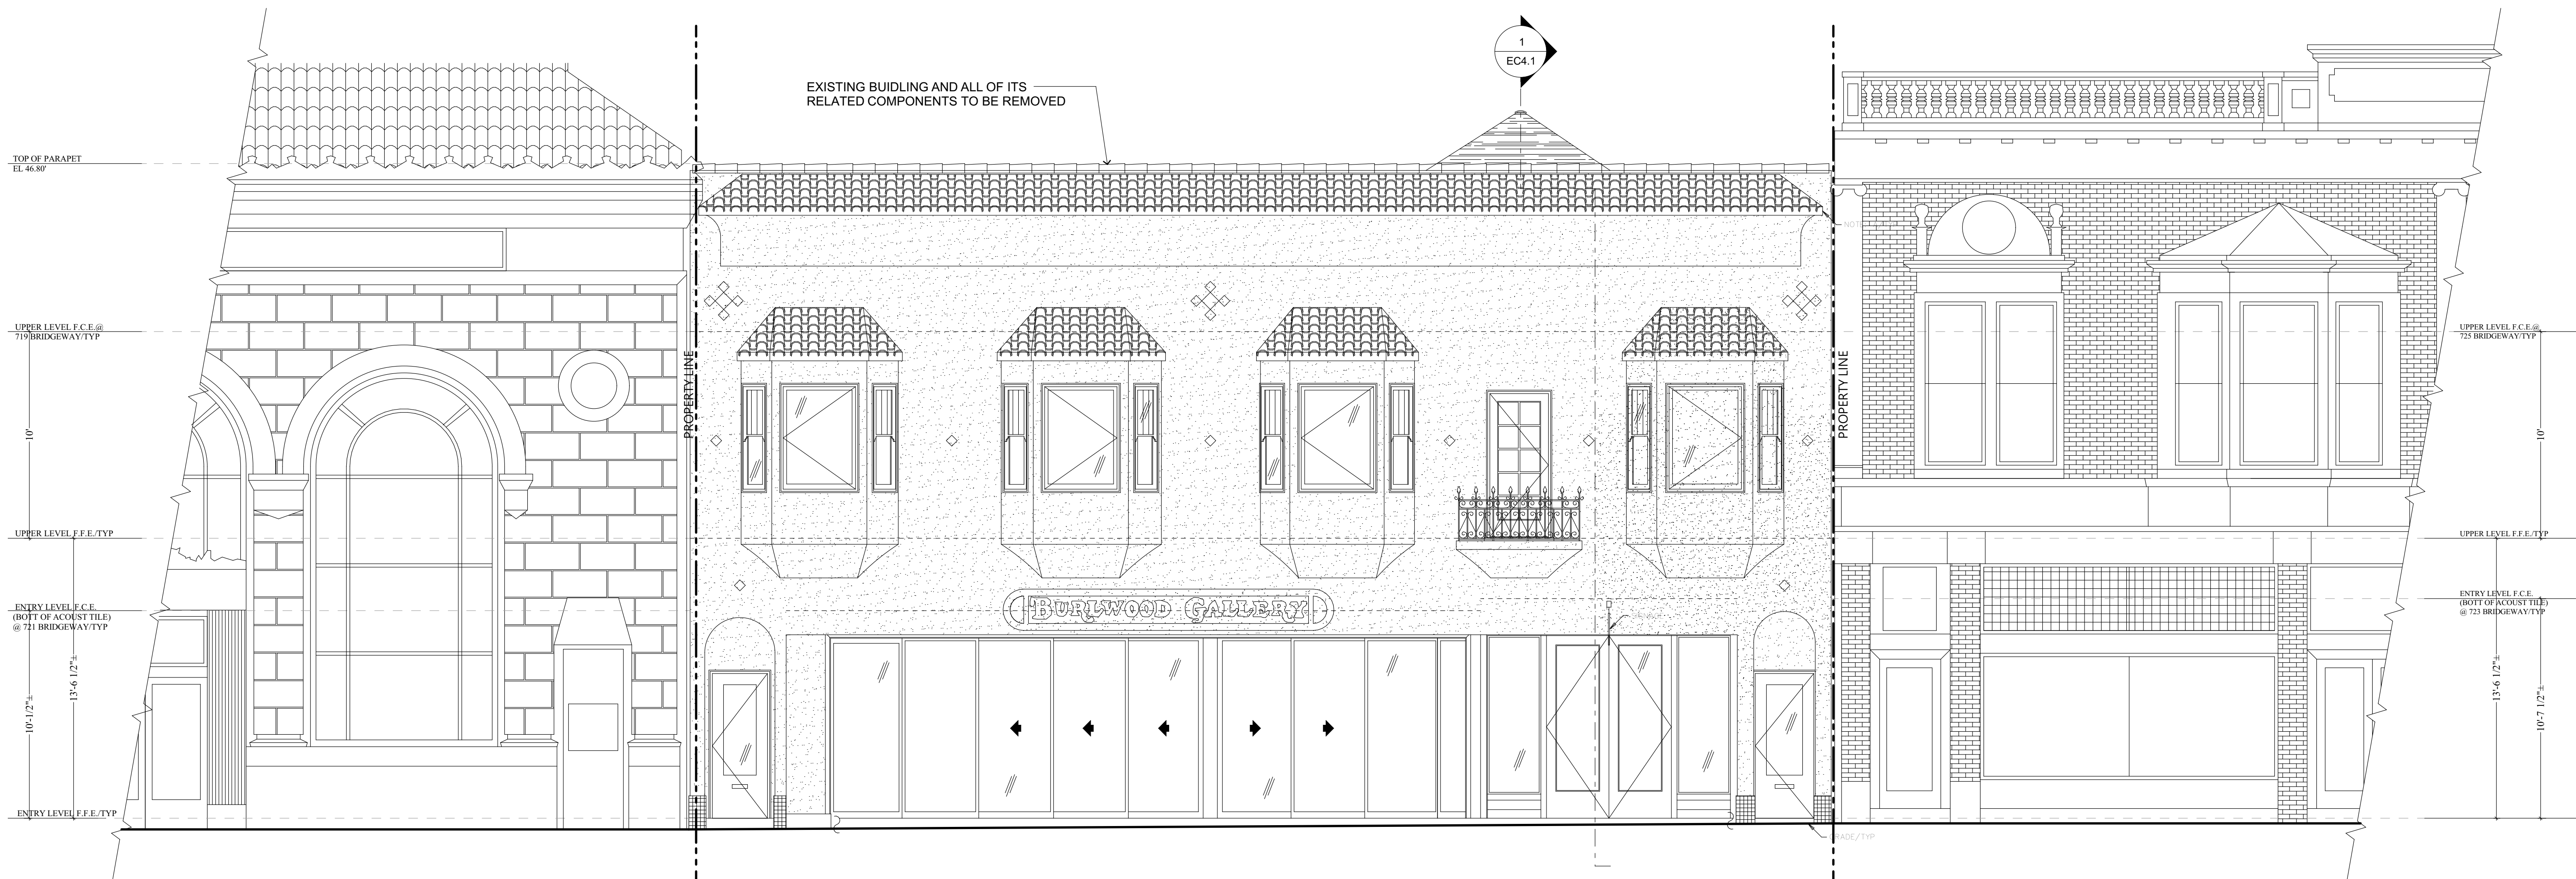 1
EC4.1
EXISTING BUIDLING AND ALL OF ITS
RELATED COMPONENTS TO BE REMOVED
TOP OF PARAPET
EL 46.80'
UPPER LEVEL F.C.E.@
719 BRIDGEWAY/TYP
10'
UPPER LEVEL F.F.E./TYP
ENTRY LEVEL F.C.E.
(BOTT OF ACOUST TILE)
@ 721 BRIDGEWAY/TYP
13'-6 1/2"±
10'-1/2"±
ENTRY LEVEL F.F.E./TYP
PROPERTY LINE
BURLWOOD GALLERY
PROPERTY LINE
GRADE/TYP
UPPER LEVEL F.C.E.@
725 BRIDGEWAY/TYP
10'
UPPER LEVEL F.F.E./TYP
ENTRY LEVEL F.C.E.
(BOTT OF ACOUST TILE)
@ 723 BRIDGEWAY/TYP
13'-6 1/2"±
10'-7 1/2"±